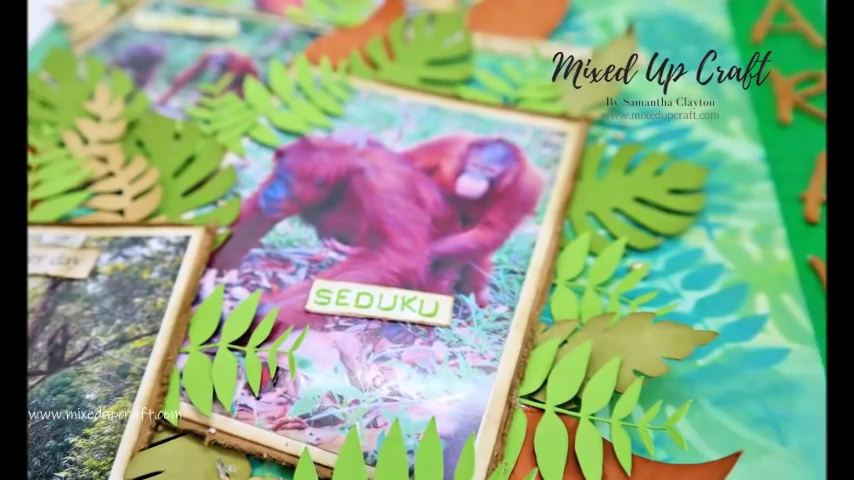 Mixed Up Craft
By Samantha Clayton
www.mixedupcraft.com
SEDUKU
www.mixedupcraft.com